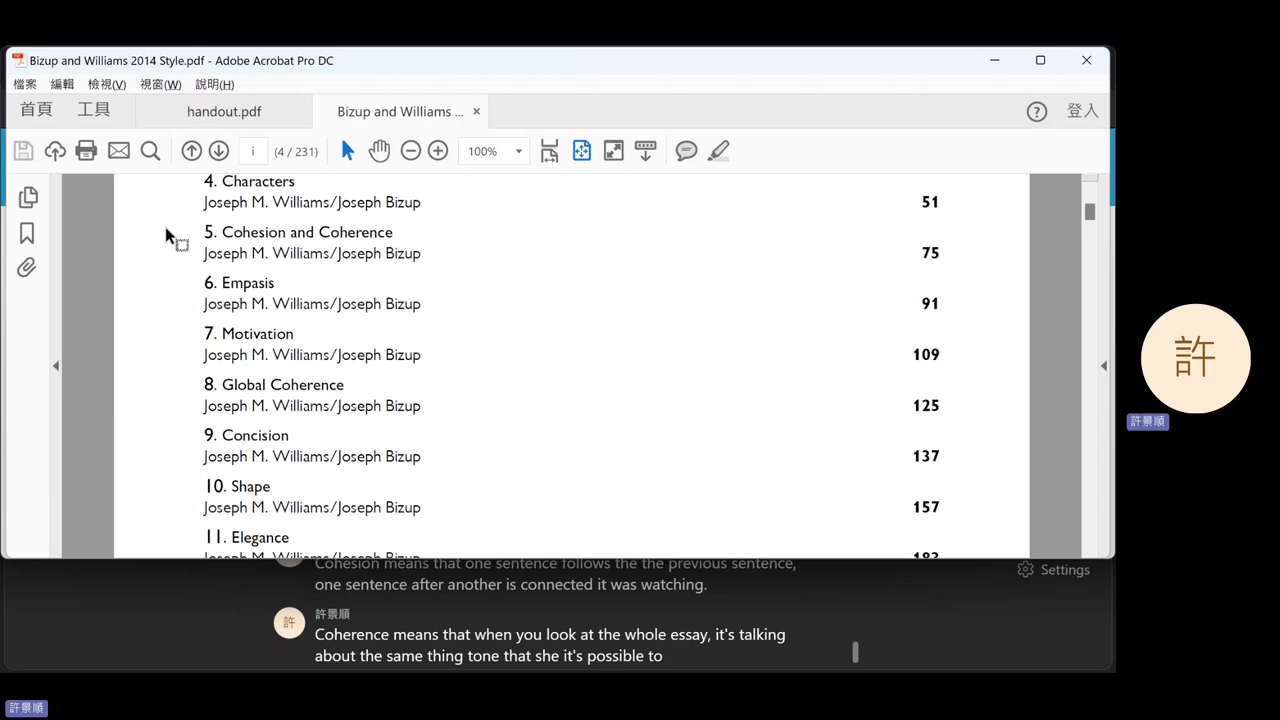 Bizup and Williams 2014 Style.pdf - Adobe Acrobat Pro DC
檔案 編輯 檢視(V) 視窗(W) 說明(H)
首頁 工具 handout.pdf Bizup and Williams ... × ? 登入
i (4 / 231) 100%
4. Characters
Joseph M. Williams/Joseph Bizup 51
5. Cohesion and Coherence
Joseph M. Williams/Joseph Bizup 75
6. Empasis
Joseph M. Williams/Joseph Bizup 91
7. Motivation
Joseph M. Williams/Joseph Bizup 109
8. Global Coherence
Joseph M. Williams/Joseph Bizup 125
9. Concision
Joseph M. Williams/Joseph Bizup 137
10. Shape
Joseph M. Williams/Joseph Bizup 157
11. Elegance
Joseph M. Williams/Joseph Bizup 183
許
許景順
Cohesion means that one sentence follows the the previous sentence,
one sentence after another is connected it was watching.
Settings
許景順
許
Coherence means that when you look at the whole essay, it's talking
about the same thing tone that she it's possible to
許景順